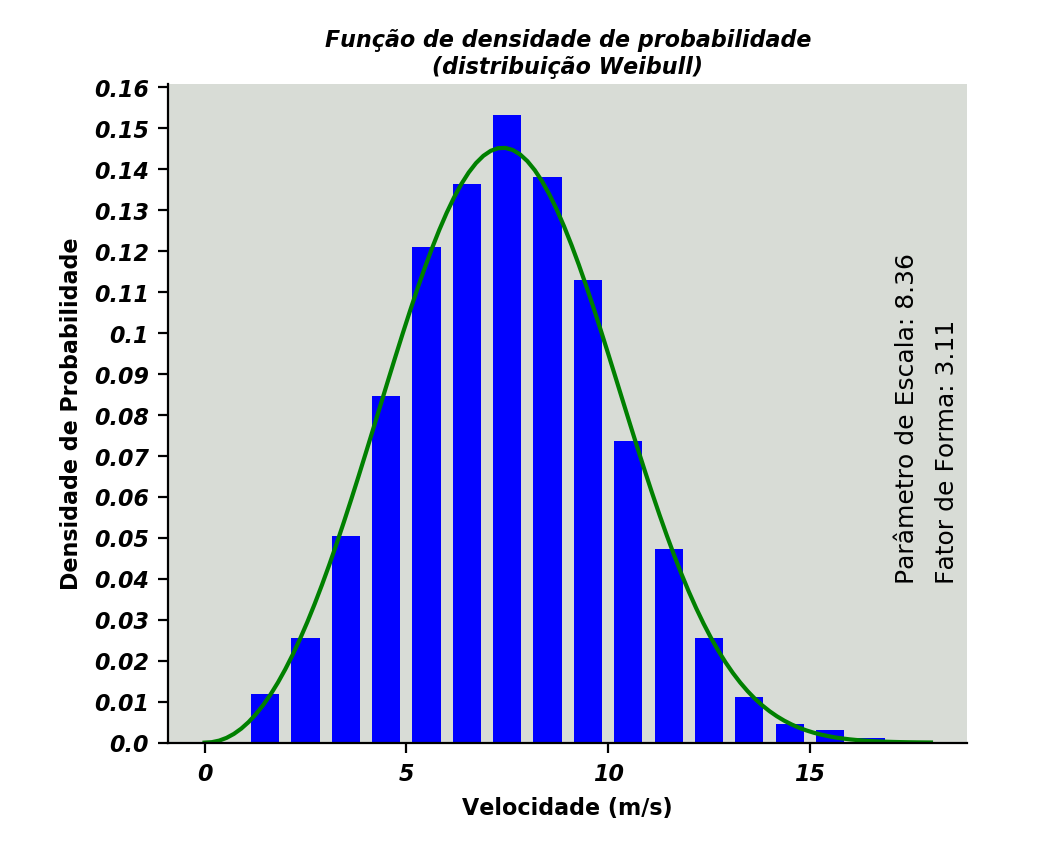 Função de densidade de probabilidade
(distribuição Weibull)
0.16
0.15
0.14
0.13
0.12
0.11
0.1
0.09
0.08
0.07
0.06
0.05
0.04
0.03
0.02
0.01
0.0
Densidade de Probabilidade
Parâmetro de Escala: 8.36
Fator de Forma: 3.11
0 5 10 15
Velocidade (m/s)